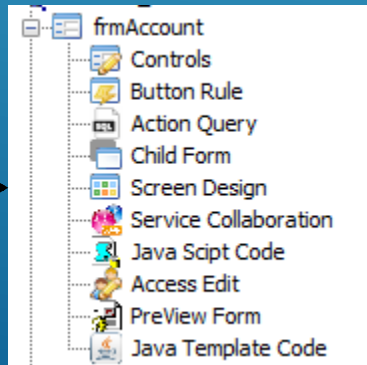 frmAccount
Controls
Button Rule
Action Query
Child Form
Screen Design
Service Collaboration
Java Scipt Code
Access Edit
PreView Form
Java Template Code